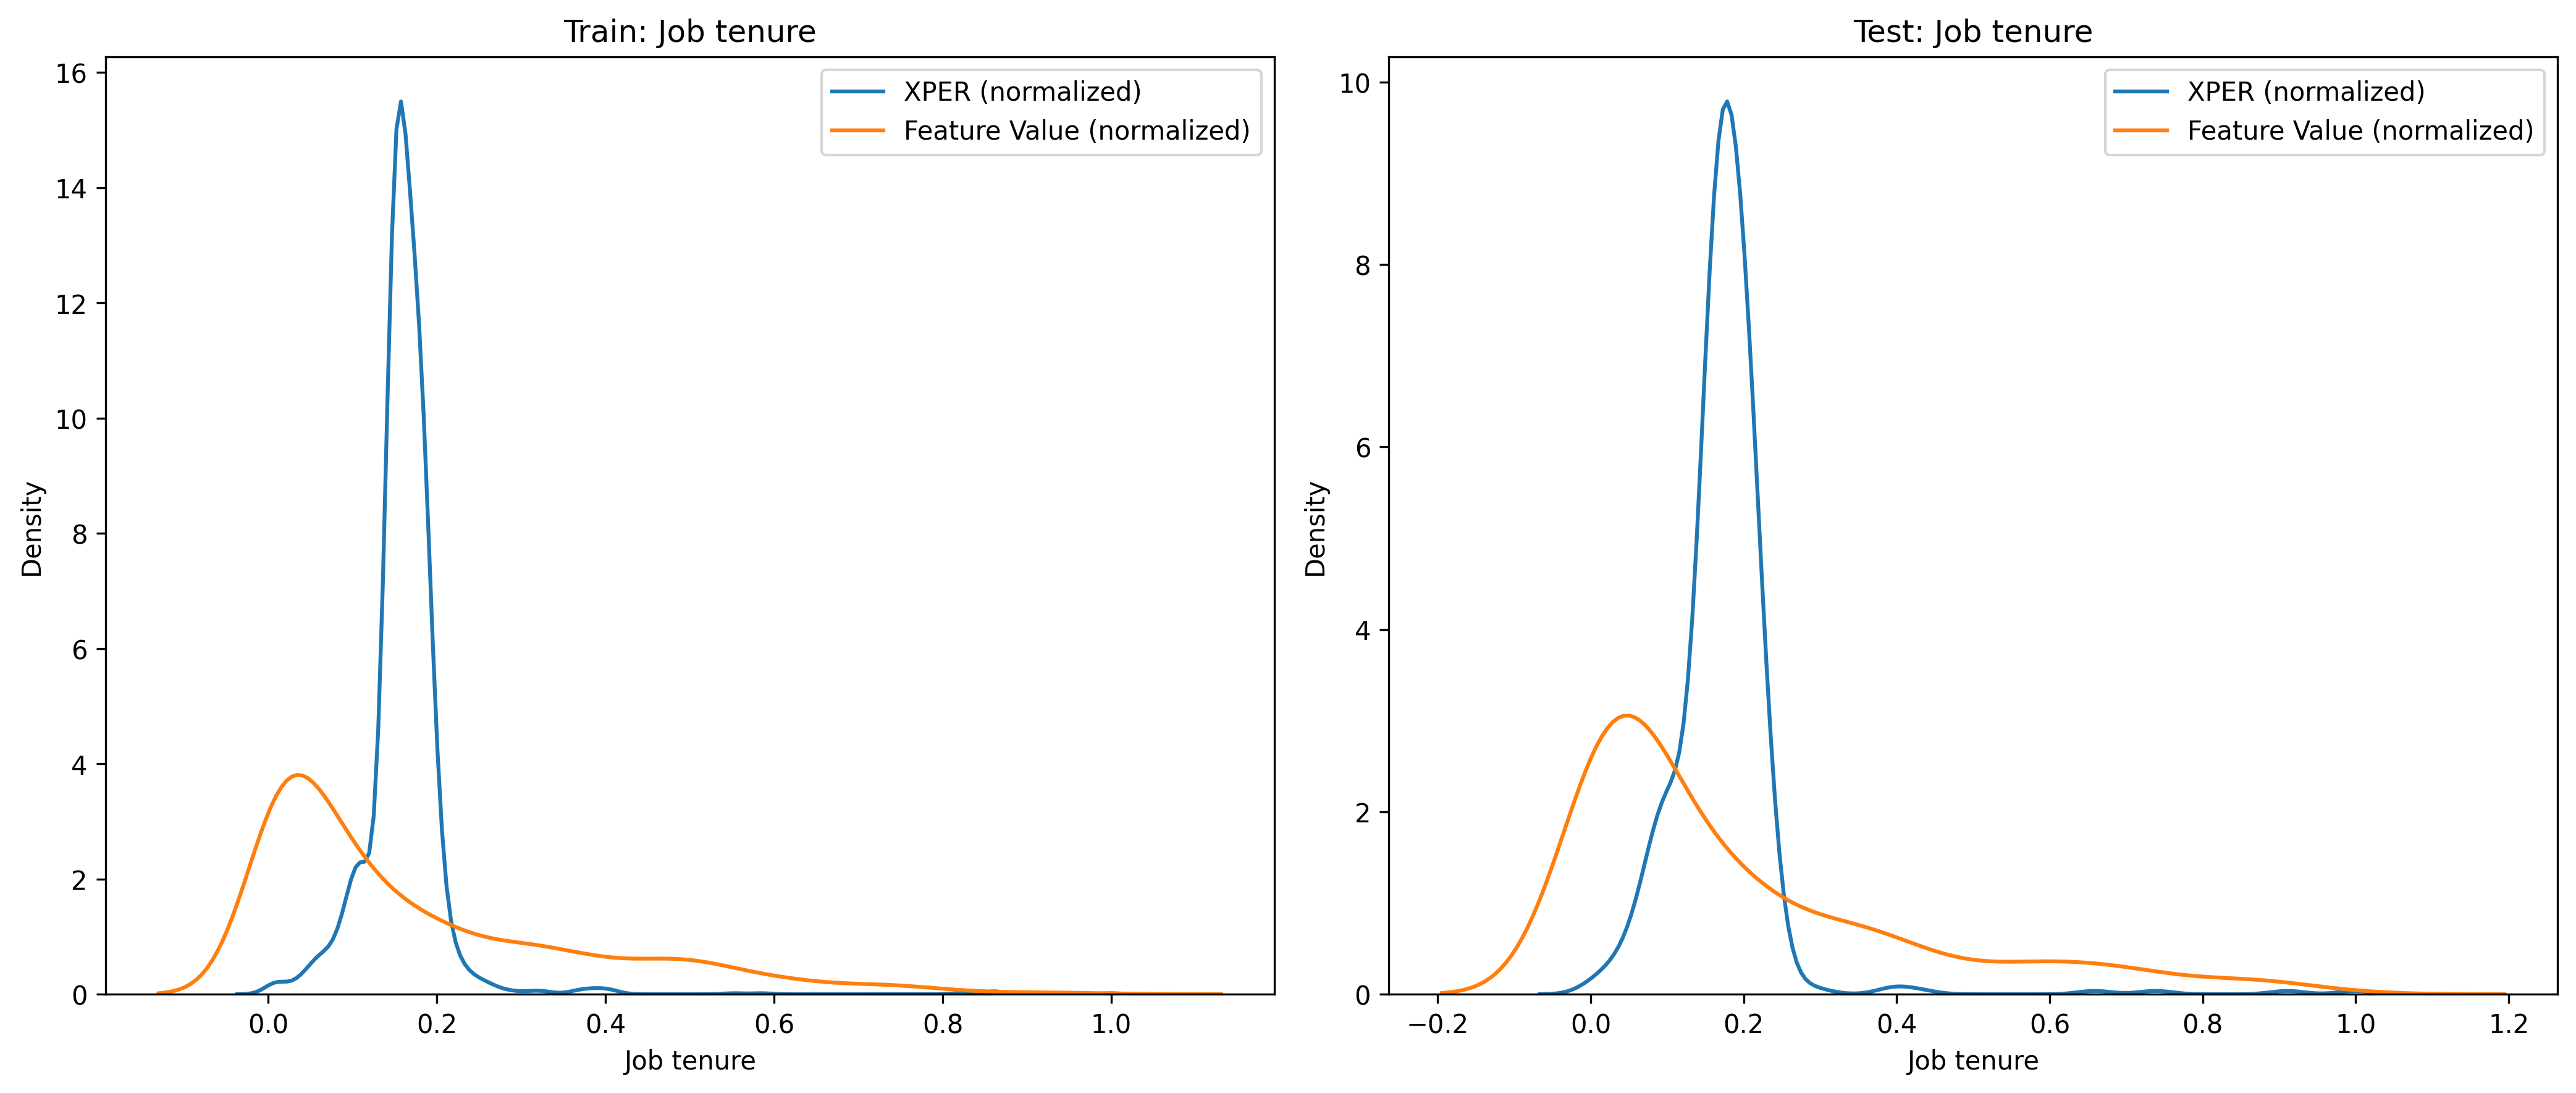 Train: Job tenure
XPER (normalized)
Feature Value (normalized)
16
14
12
10
8
6
4
2
0
Density
0.0 0.2 0.4 0.6 0.8 1.0
Job tenure
Test: Job tenure
XPER (normalized)
Feature Value (normalized)
10
8
6
4
2
0
Density
−0.2 0.0 0.2 0.4 0.6 0.8 1.0 1.2
Job tenure